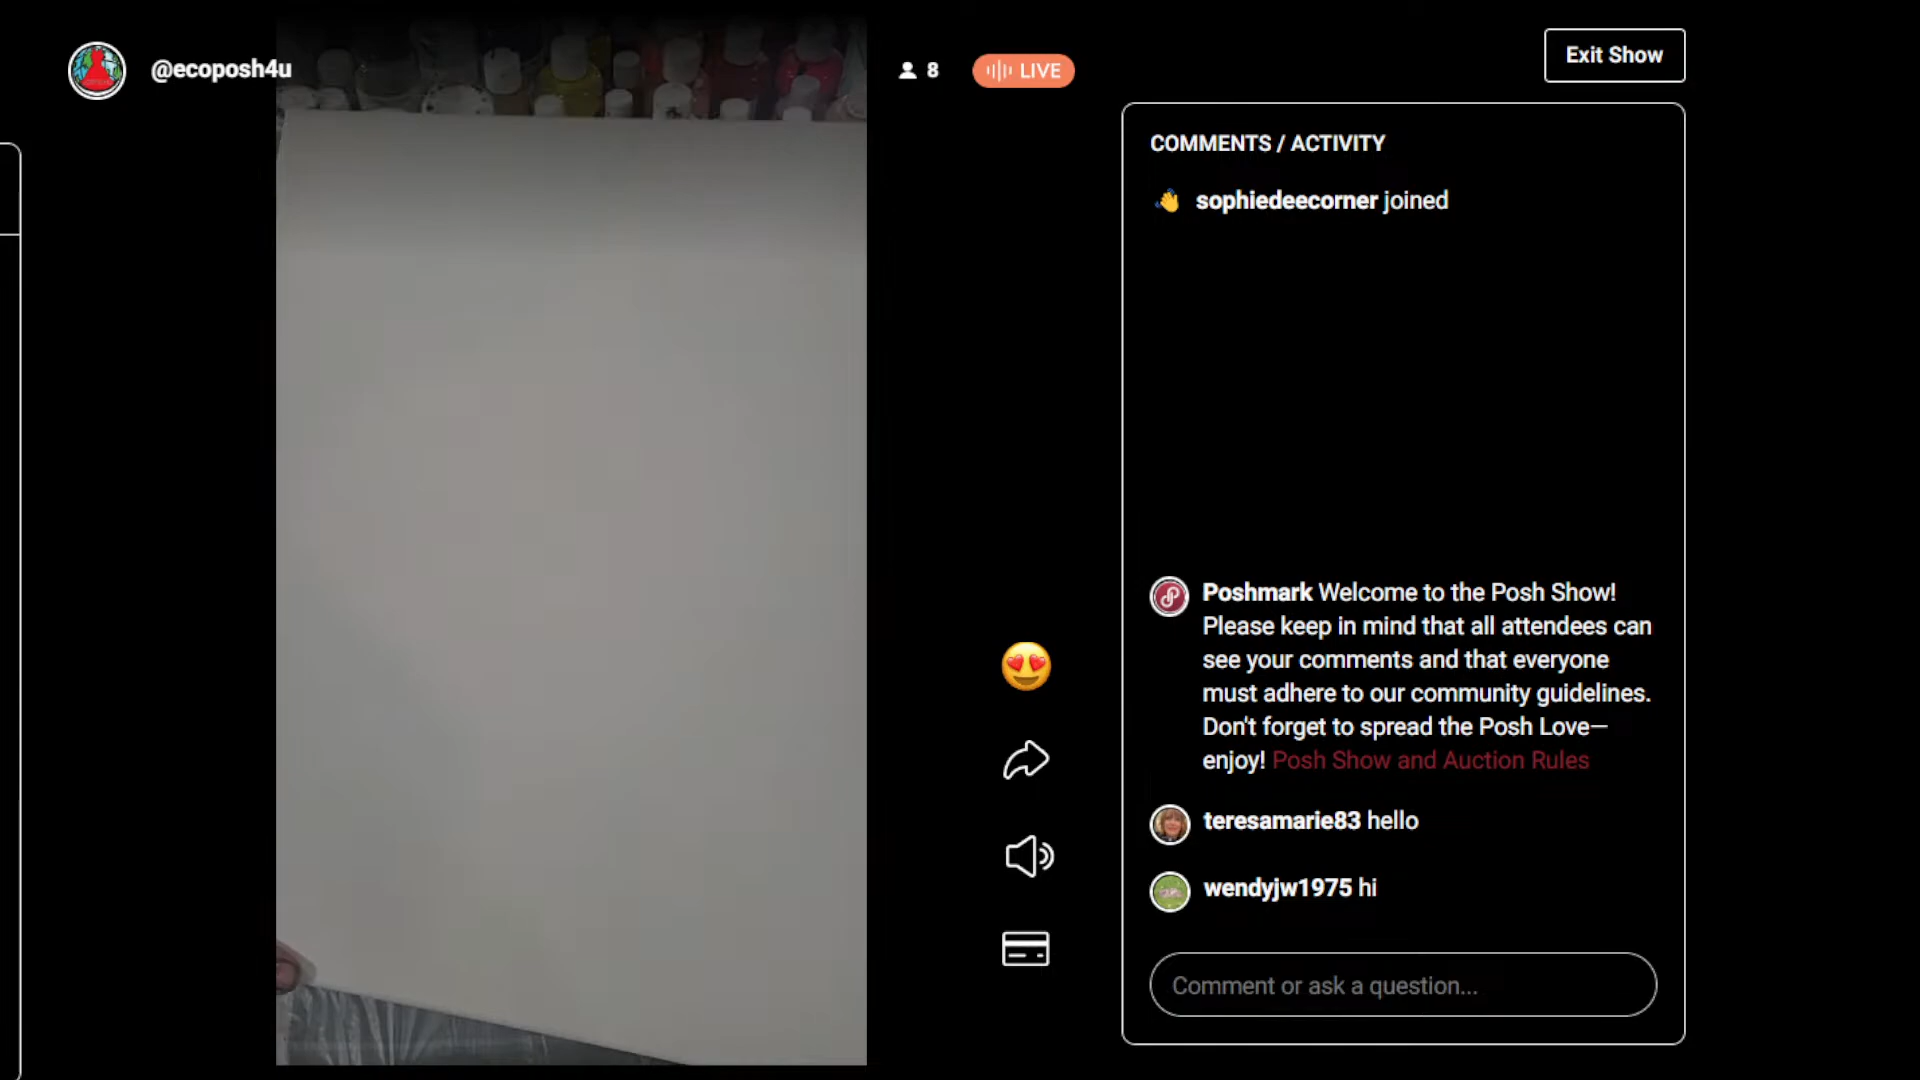 @ecoposh4u
8
LIVE
Exit Show
COMMENTS / ACTIVITY
sophiedeecorner joined
Poshmark Welcome to the Posh Show!
Please keep in mind that all attendees can
see your comments and that everyone
must adhere to our community guidelines.
Don't forget to spread the Posh Love—
enjoy! Posh Show and Auction Rules
teresamarie83 hello
wendyjw1975 hi
Comment or ask a question...